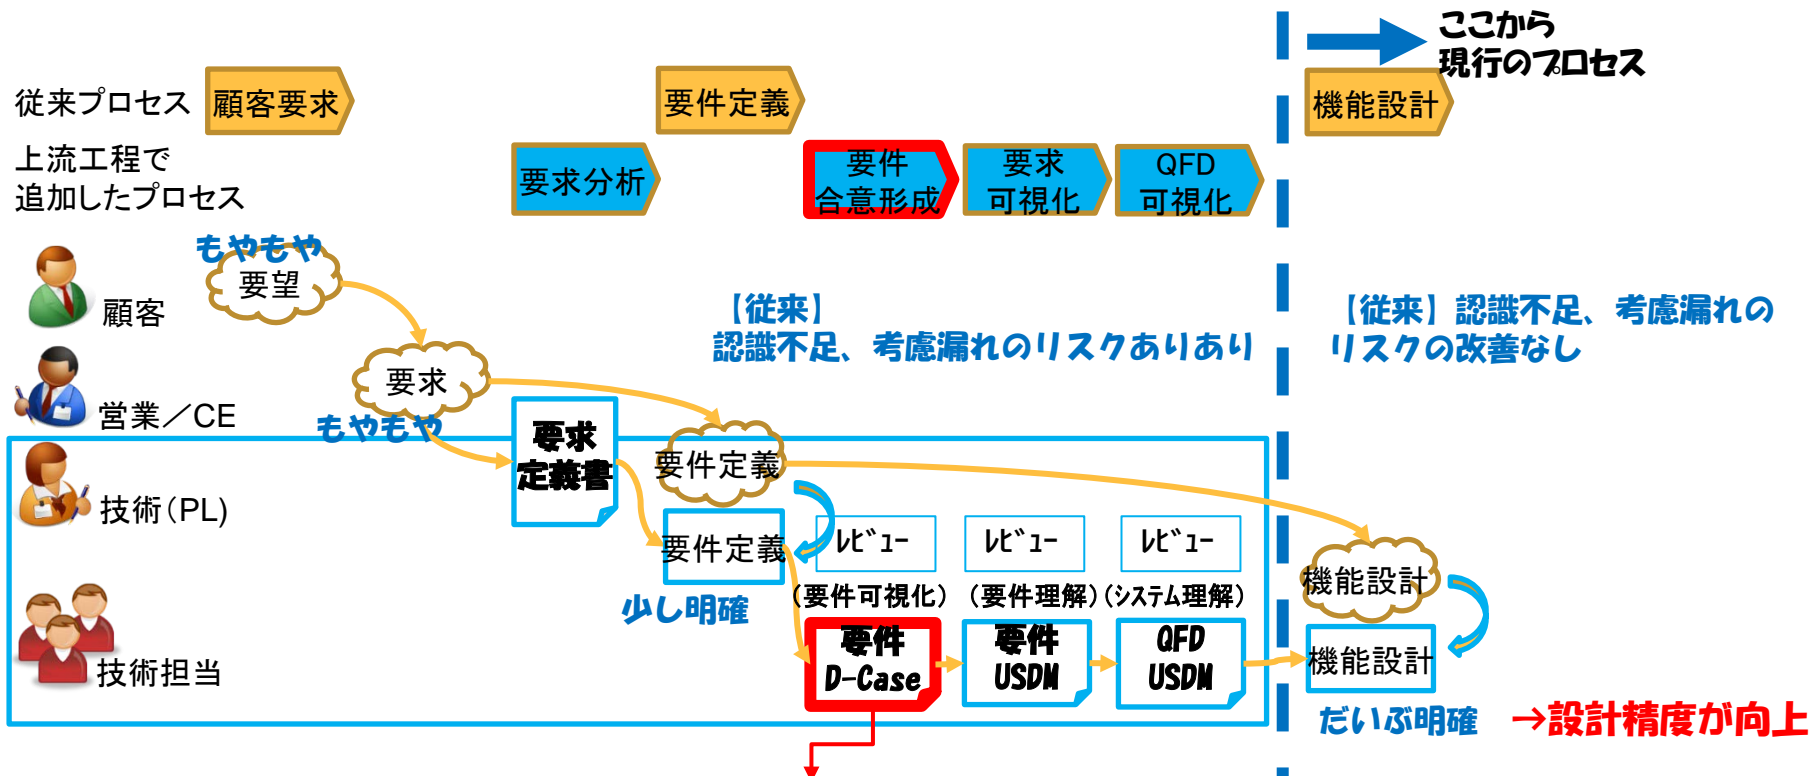 ここから
現行のプロセス
従来プロセス
顧客要求
要件定義
機能設計
上流工程で
追加したプロセス
要求分析
要件
合意形成
要求
可視化
QFD
可視化
もやもや
要望
顧客
【従来】
認識不足、考慮漏れのリスクありあり
【従来】認識不足、考慮漏れの
リスクの改善なし
要求
営業／CE
もやもや
要求
定義書
要件定義
技術(PL)
要件定義
ﾚﾋﾞｭｰ
ﾚﾋﾞｭｰ
ﾚﾋﾞｭｰ
機能設計
(要件可視化)
(要件理解)
(ｼｽﾃﾑ理解)
少し明確
要件
D-Case
要件
USDM
QFD
USDM
機能設計
技術担当
だいぶ明確
→設計精度が向上